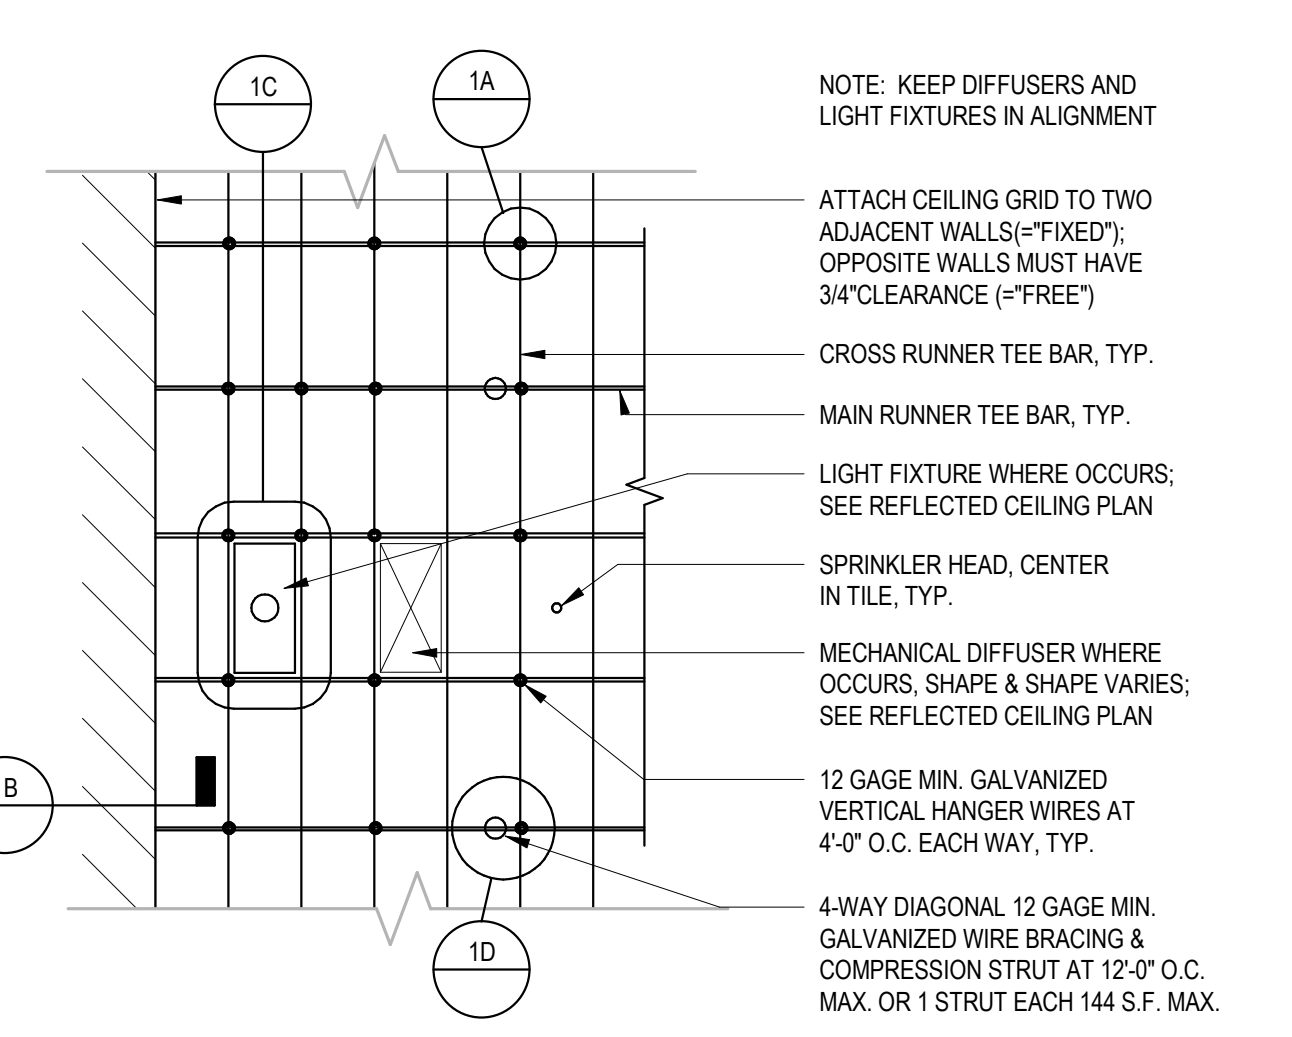 1C
1A
NOTE: KEEP DIFFUSERS AND
LIGHT FIXTURES IN ALIGNMENT
ATTACH CEILING GRID TO TWO
ADJACENT WALLS(="FIXED");
OPPOSITE WALLS MUST HAVE
3/4"CLEARANCE (="FREE")
CROSS RUNNER TEE BAR, TYP.
MAIN RUNNER TEE BAR, TYP.
LIGHT FIXTURE WHERE OCCURS;
SEE REFLECTED CEILING PLAN
SPRINKLER HEAD, CENTER
IN TILE, TYP.
MECHANICAL DIFFUSER WHERE
OCCURS, SHAPE & SHAPE VARIES;
SEE REFLECTED CEILING PLAN
B
12 GAGE MIN. GALVANIZED
VERTICAL HANGER WIRES AT
4'-0" O.C. EACH WAY, TYP.
4-WAY DIAGONAL 12 GAGE MIN.
GALVANIZED WIRE BRACING &
COMPRESSION STRUT AT 12'-0" O.C.
MAX. OR 1 STRUT EACH 144 S.F. MAX.
1D